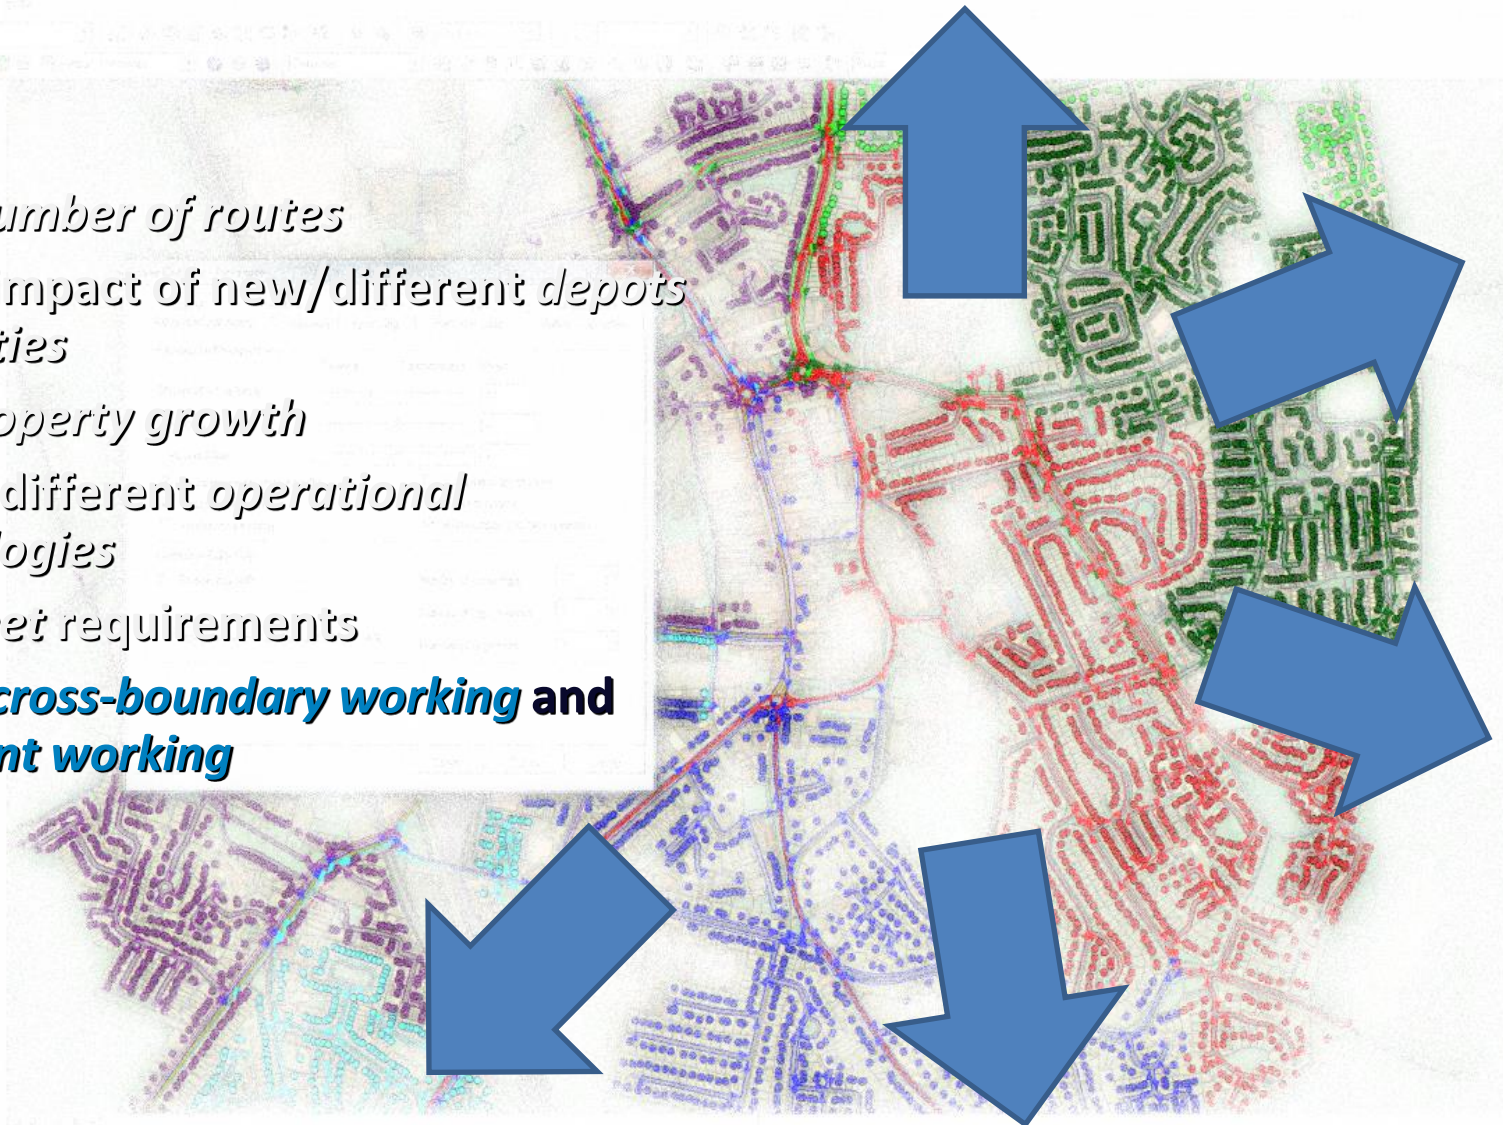 umber of routes
mpact of new/different depots
ties
operty growth
different operational
logies
et requirements
cross-boundary working and
nt working